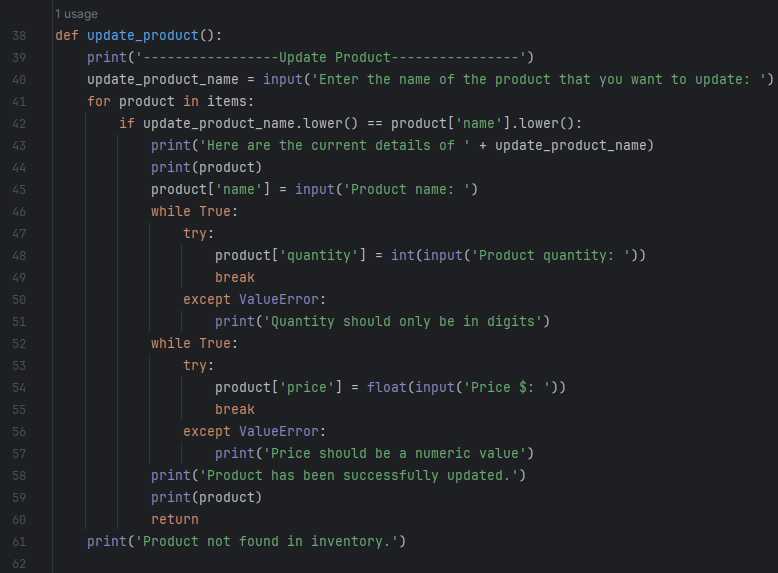 1 usage
38 def update_product():
39     print('-----------------Update Product----------------')
40     update_product_name = input('Enter the name of the product that you want to update: ')
41     for product in items:
42         if update_product_name.lower() == product['name'].lower():
43             print('Here are the current details of ' + update_product_name)
44             print(product)
45             product['name'] = input('Product name: ')
46             while True:
47                 try:
48                     product['quantity'] = int(input('Product quantity: '))
49                     break
50                 except ValueError:
51                     print('Quantity should only be in digits')
52             while True:
53                 try:
54                     product['price'] = float(input('Price $: '))
55                     break
56                 except ValueError:
57                     print('Price should be a numeric value')
58             print('Product has been successfully updated.')
59             print(product)
60             return
61     print('Product not found in inventory.')
62